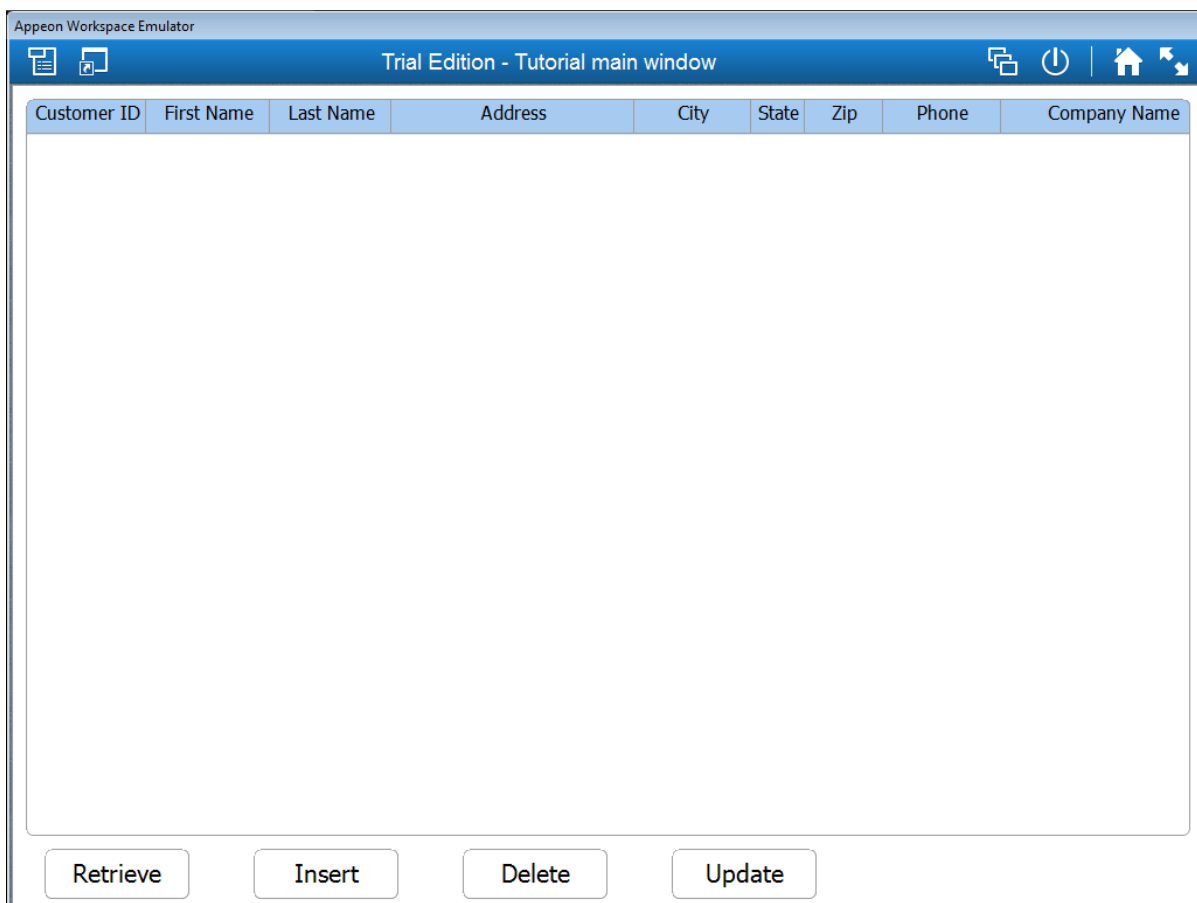 Appeon Workspace Emulator
Trial Edition - Tutorial main window
Customer ID First Name Last Name Address City State Zip Phone Company Name
Retrieve Insert Delete Update